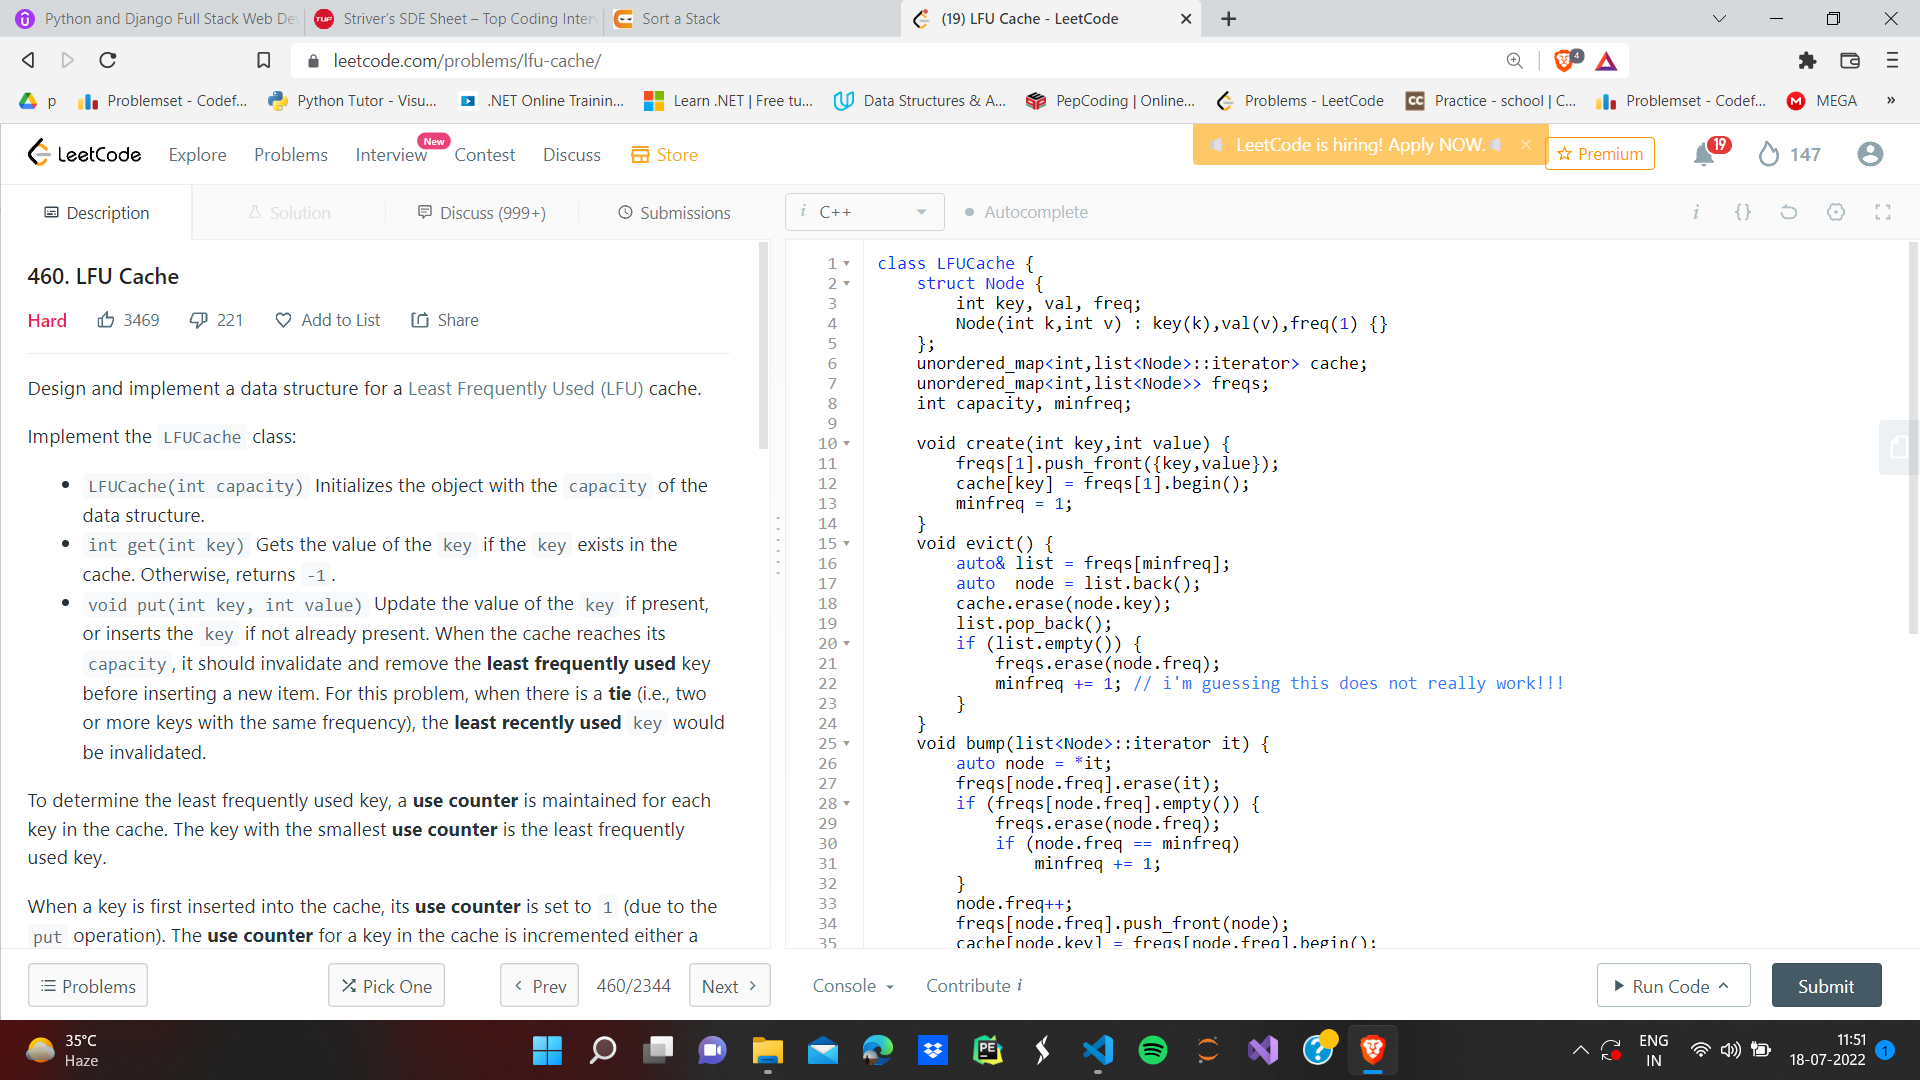 Python and Django Full Stack Web De
Striver's SDE Sheet – Top Coding Inter
Sort a Stack
(19) LFU Cache - LeetCode
leetcode.com/problems/lfu-cache/
4
p
Problemset - Codef...
Python Tutor - Visu...
.NET Online Trainin...
Learn .NET | Free tu...
Data Structures & A...
PepCoding | Online...
Problems - LeetCode
Practice - school | C...
Problemset - Codef...
MEGA
»
LeetCode
Explore
Problems
Interview
New
Contest
Discuss
Store
LeetCode is hiring! Apply NOW.
Premium
19
147
Description
Solution
Discuss (999+)
Submissions
i C++
Autocomplete
460. LFU Cache
Hard
3469
221
Add to List
Share
Design and implement a data structure for a Least Frequently Used (LFU) cache.
Implement the LFUCache class:
• LFUCache(int capacity) Initializes the object with the capacity of the
data structure.
• int get(int key) Gets the value of the key if the key exists in the
cache. Otherwise, returns -1.
• void put(int key, int value) Update the value of the key if present,
or inserts the key if not already present. When the cache reaches its
capacity, it should invalidate and remove the least frequently used key
before inserting a new item. For this problem, when there is a tie (i.e., two
or more keys with the same frequency), the least recently used key would
be invalidated.
To determine the least frequently used key, a use counter is maintained for each
key in the cache. The key with the smallest use counter is the least frequently
used key.
When a key is first inserted into the cache, its use counter is set to 1 (due to the
put operation). The use counter for a key in the cache is incremented either a
1 class LFUCache {
2     struct Node {
3         int key, val, freq;
4         Node(int k,int v) : key(k),val(v),freq(1) {}
5     };
6     unordered_map<int,list<Node>::iterator> cache;
7     unordered_map<int,list<Node>> freqs;
8     int capacity, minfreq;
9
10     void create(int key,int value) {
11         freqs[1].push_front({key,value});
12         cache[key] = freqs[1].begin();
13         minfreq = 1;
14     }
15     void evict() {
16         auto& list = freqs[minfreq];
17         auto  node = list.back();
18         cache.erase(node.key);
19         list.pop_back();
20         if (list.empty()) {
21             freqs.erase(node.freq);
22             minfreq += 1; // i'm guessing this does not really work!!!
23         }
24     }
25     void bump(list<Node>::iterator it) {
26         auto node = *it;
27         freqs[node.freq].erase(it);
28         if (freqs[node.freq].empty()) {
29             freqs.erase(node.freq);
30             if (node.freq == minfreq)
31                 minfreq += 1;
32         }
33         node.freq++;
34         freqs[node.freq].push_front(node);
35         cache[node.key] = freqs[node.freq].begin();
Problems
Pick One
Prev
460/2344
Next
Console
Contribute i
Run Code
Submit
35°C
Haze
ENG
IN
11:51
18-07-2022
1